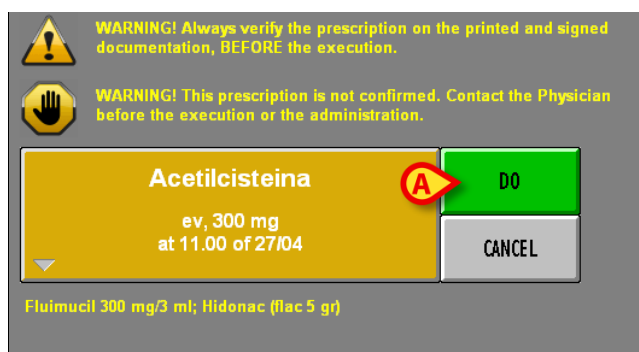 WARNING! Always verify the prescription on the printed and signed
documentation, BEFORE the execution.
WARNING! This prescription is not confirmed. Contact the Physician
before the execution or the administration.
Acetilcisteina
ev, 300 mg
at 11.00 of 27/04
A
DO
CANCEL
Fluimucil 300 mg/3 ml; Hidonac (flac 5 gr)